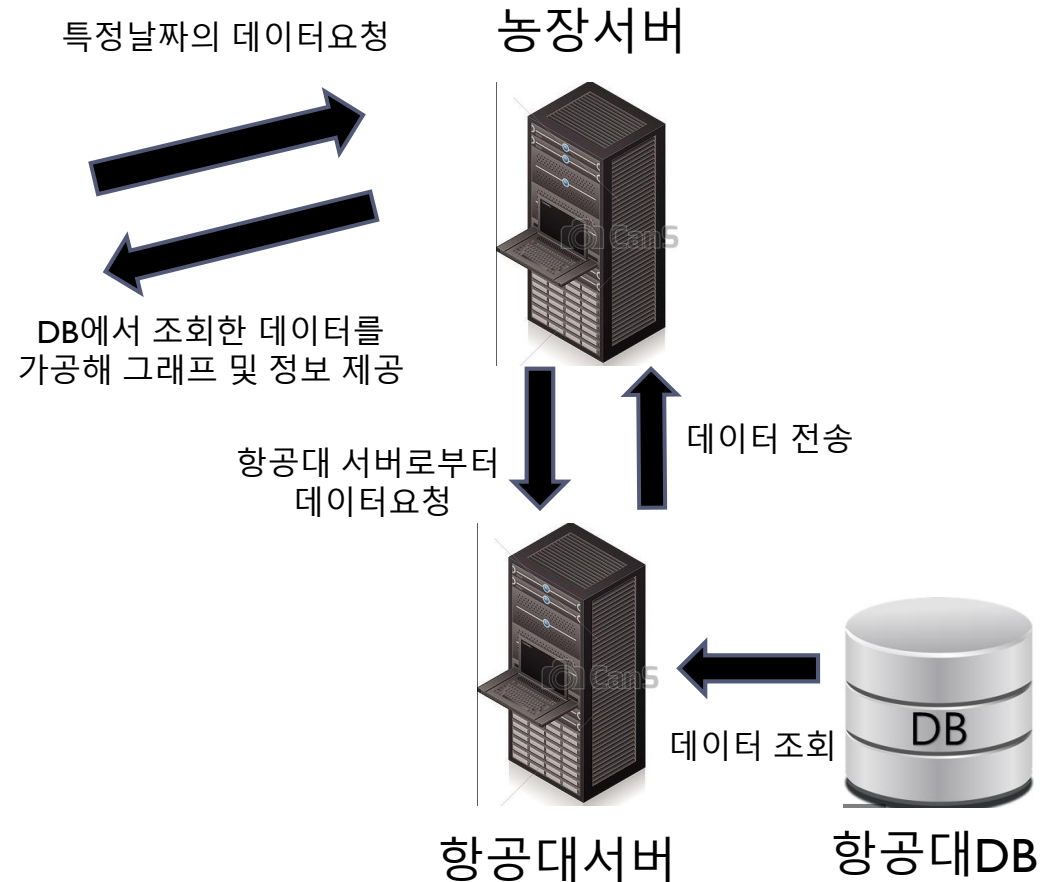 특정날짜의 데이터요청
농장서버
CanS
DB에서 조회한 데이터를
가공해 그래프 및 정보 제공
데이터 전송
항공대 서버로부터
데이터요청
CanS
DB
데이터 조회
항공대서버
항공대DB